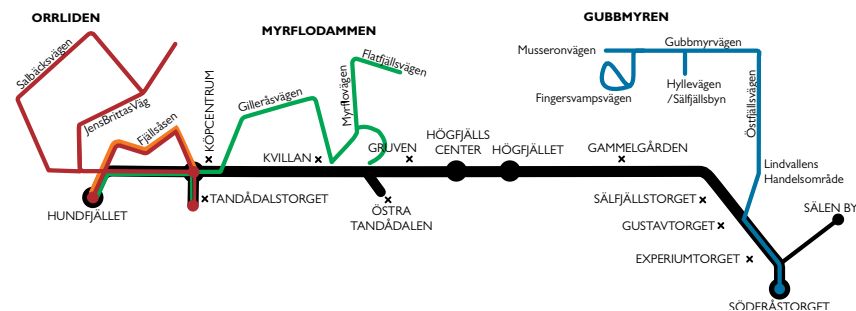 ORRLIDEN
MYRFLODAMMEN
GUBBMYREN
Salbäcksvägen
JensBrittasVäg
Fjällsåsen
KÖPCENTRUM
Gilleråsvägen
Myrflovägen
Flatfjällsvägen
Musseronvägen
Gubbmyrvägen
Fingersvampsvägen
Hyllevägen
/Sälfjällsbyn
Östfjällsvägen
KVILLAN
GRUVEN
HÖGFJÄLLS
CENTER
HÖGFJÄLLET
GAMMELGÅRDEN
Lindvallens
Handelsområde
HUNDFJÄLLET
TANDÅDALSTORGET
ÖSTRA
TANDÅDALEN
SÄLFJÄLLSTORGET
GUSTAVTORGET
EXPERIUMTORGET
SÄLEN BY
SÖDERÅSTORGET